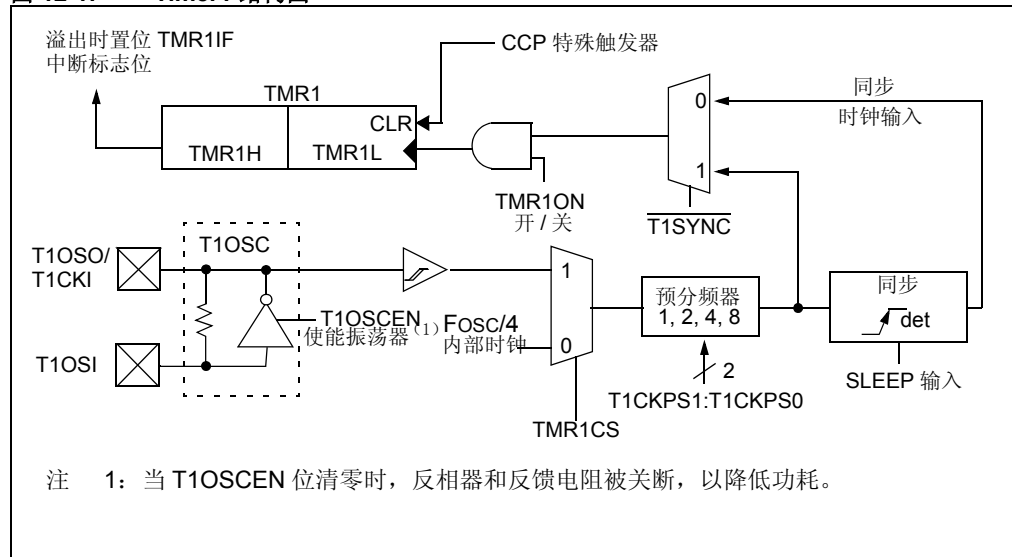 溢出时置位 TMR1IF
中断标志位
CCP 特殊触发器
TMR1
CLR
TMR1H
TMR1L
TMR1ON
开 / 关
0
1
T1SYNC
同步
时钟输入
T1OSO/
T1CKI
T1OSC
T1OSI
T1OSCEN
使能振荡器(1)
FOSC/4
内部时钟
1
0
TMR1CS
预分频器
1, 2, 4, 8
2
T1CKPS1:T1CKPS0
同步
det
SLEEP 输入
注 1: 当 T1OSCEN 位清零时，反相器和反馈电阻被关断，以降低功耗。